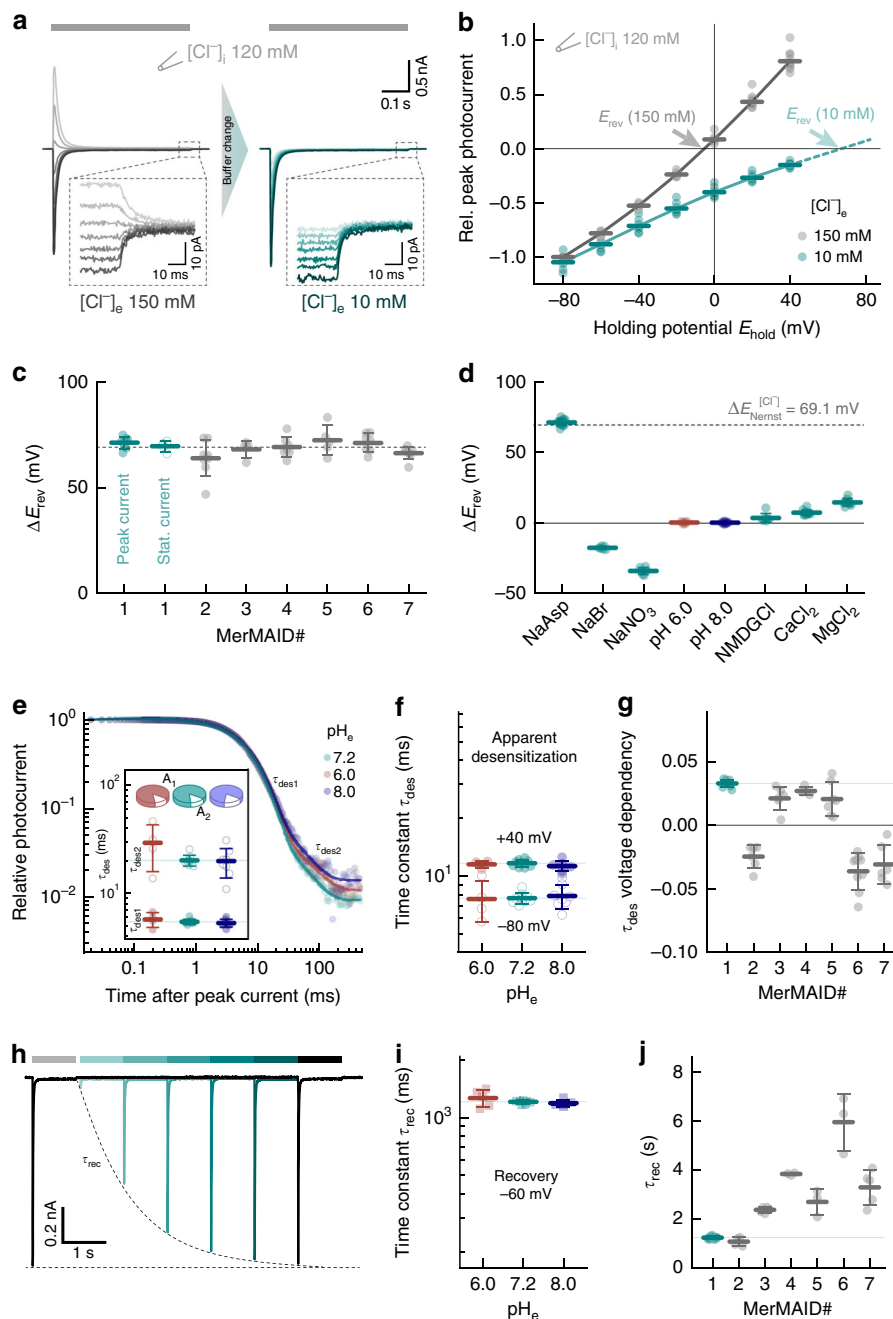 a
[Cl⁻]i 120 mM
0.5 nA
0.1 s
Buffer change
10 ms
10 pA
10 ms
10 pA
[Cl⁻]e 150 mM
[Cl⁻]e 10 mM
b
[Cl⁻]i 120 mM
Rel. peak photocurrent
1.0
0.5
0.0
−0.5
−1.0
Erev (150 mM)
Erev (10 mM)
[Cl⁻]e
150 mM
10 mM
−80
−40
0
40
80
Holding potential Ehold (mV)
c
ΔErev (mV)
100
50
0
Peak current
Stat. current
1
1
2
3
4
5
6
7
MerMAID#
d
ΔErev (mV)
100
50
0
−50
ΔE[Cl⁻]Nernst = 69.1 mV
NaAsp
NaBr
NaNO3
pH 6.0
pH 8.0
NMDGCl
CaCl2
MgCl2
e
Relative photocurrent
10⁰
10⁻¹
10⁻²
pHe
7.2
6.0
8.0
τdes1
τdes2
A1
A2
τdes (ms)
10²
10¹
τdes2
τdes1
0.1
1
10
100
Time after peak current (ms)
f
Time constant τdes (ms)
10¹
Apparent
desensitization
+40 mV
−80 mV
6.0
7.2
8.0
pHe
g
τdes voltage dependency
0.05
0.00
−0.05
−0.10
1
2
3
4
5
6
7
MerMAID#
h
τrec
0.2 nA
1 s
i
Time constant τrec (ms)
10³
Recovery
−60 mV
6.0
7.2
8.0
pHe
j
τrec (s)
8
6
4
2
0
1
2
3
4
5
6
7
MerMAID#